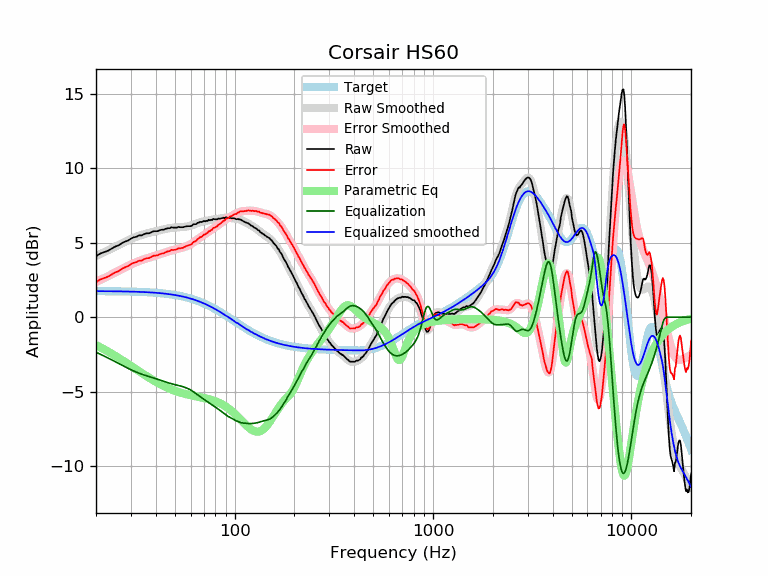 Corsair HS60
Target
Raw Smoothed
Error Smoothed
Raw
Error
Parametric Eq
Equalization
Equalized smoothed
15
10
5
0
−5
−10
Amplitude (dBr)
100
1000
10000
Frequency (Hz)